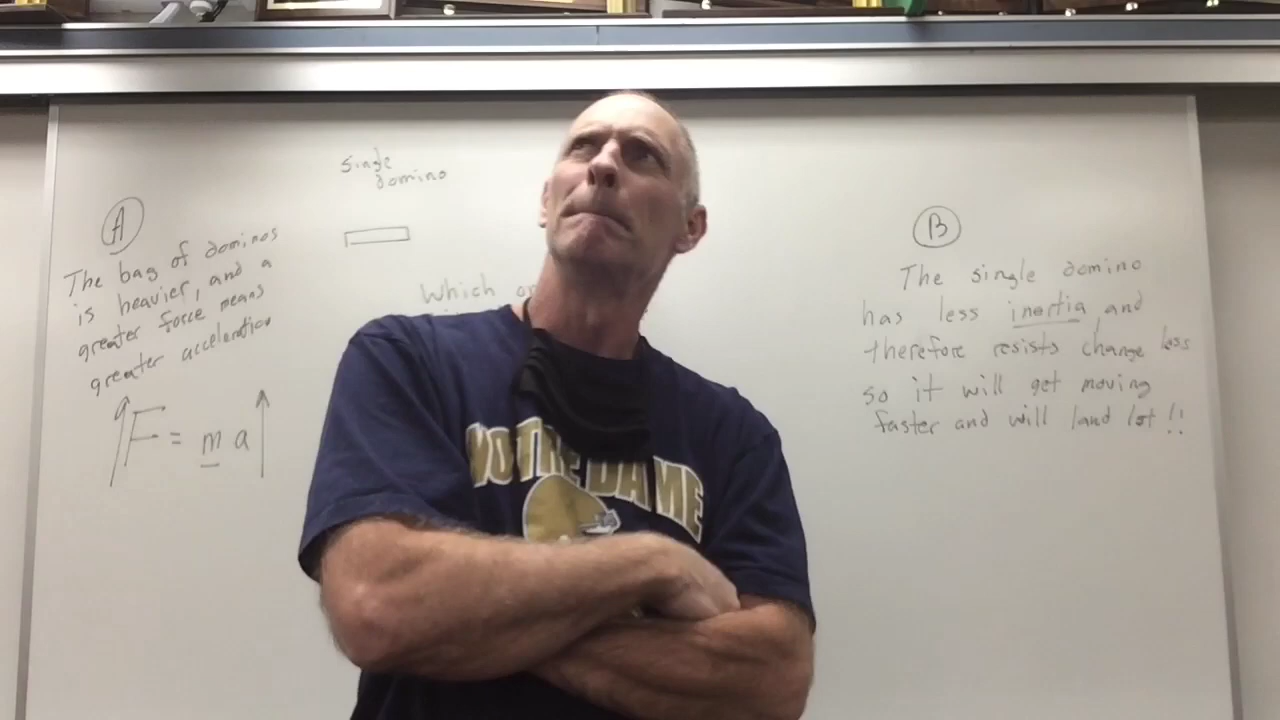 single
domino
A
The bag of dominos
is heavier, and a
greater force means
greater acceleration
F = m a
Which
B
The single domino
has less inertia and
therefore resists change less
so it will get moving
faster and will land 1st !!
NOTRE DAME